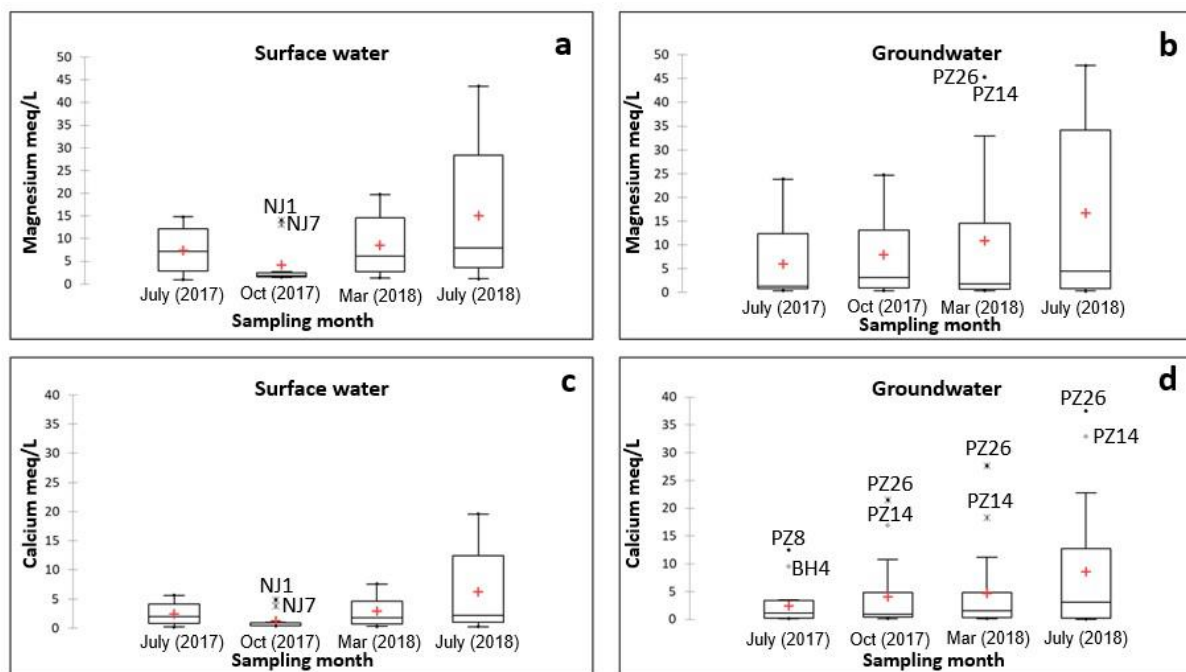 a
Surface water
Magnesium meq/L
50
45
40
35
30
25
20
15
10
5
0
NJ1
NJ7
July (2017) Oct (2017) Mar (2018) July (2018)
Sampling month
b
Groundwater
Magnesium meq/L
50
45
40
35
30
25
20
15
10
5
0
PZ26
PZ14
July (2017) Oct (2017) Mar (2018) July (2018)
Sampling month
c
Surface water
Calcium meq/L
40
35
30
25
20
15
10
5
0
NJ1
NJ7
July (2017) Oct (2017) Mar (2018) July (2018)
Sampling month
d
Groundwater
Calcium meq/L
40
35
30
25
20
15
10
5
0
PZ8
BH4
PZ26
PZ14
PZ26
PZ14
PZ26
PZ14
July (2017) Oct (2017) Mar (2018) July (2018)
Sampling month